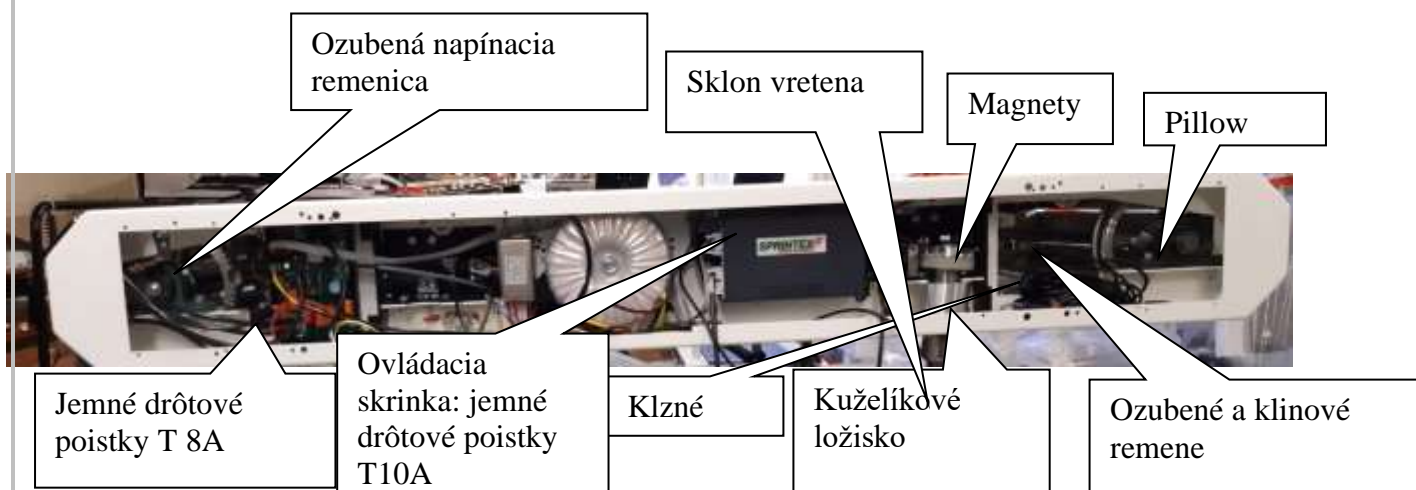 Ozubená napínacia
remenica
Sklon vretena
Magnety
Pillow
SPRINTEX
Jemné drôtové
poistky T 8A
Ovládacia
skrinka: jemné
drôtové poistky
T10A
Klzné
Kuželíkové
ložisko
Ozubené a klinové
remene